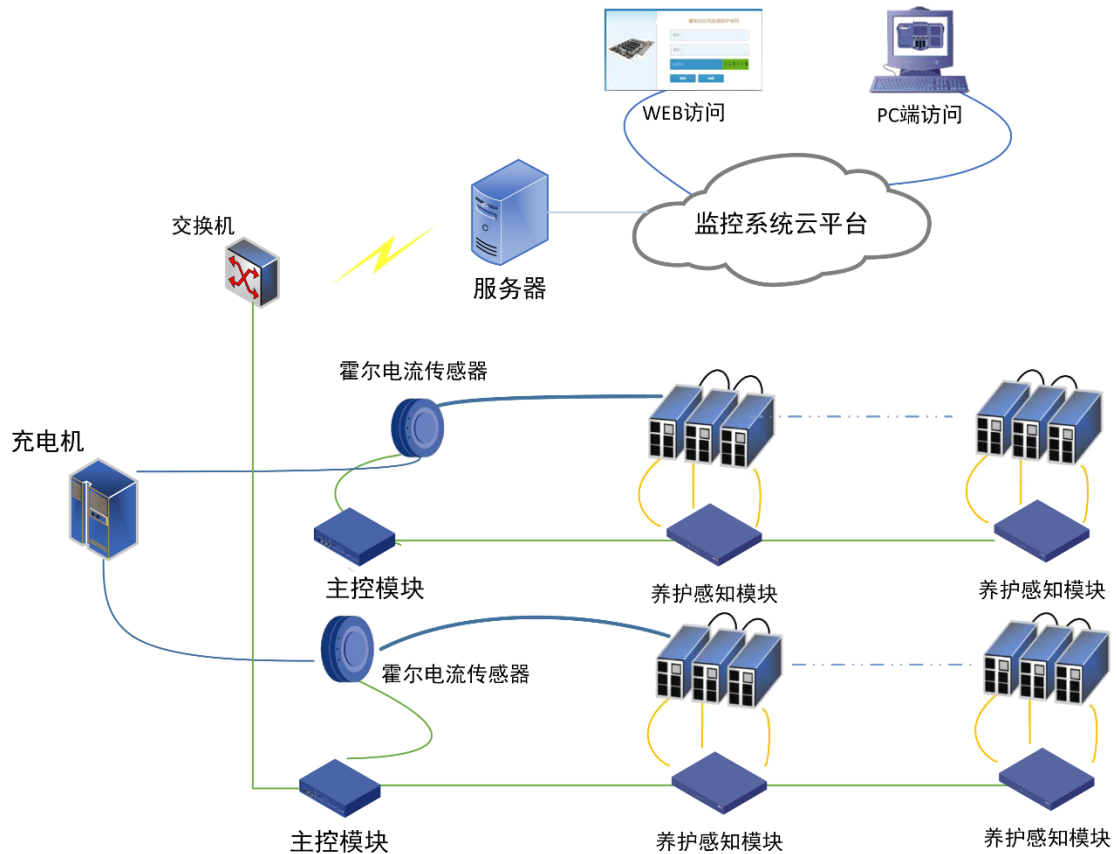 WEB访问
PC端访问
监控系统云平台
交换机
服务器
霍尔电流传感器
充电机
主控模块
养护感知模块
养护感知模块
霍尔电流传感器
主控模块
养护感知模块
养护感知模块